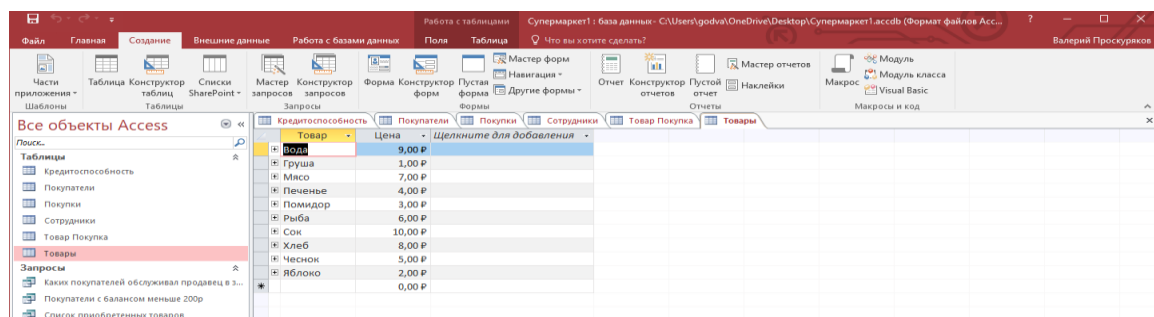 Работа с таблицами
Супермаркет1 : база данных- C:\Users\godva\OneDrive\Desktop\Супермаркет1.accdb (Формат файлов Acc...
?
Файл Главная Создание Внешние данные Работа с базами данных Поля Таблица Что вы хотите сделать? Валерий Проскуряков
Части приложения
Шаблоны
Таблица
Конструктор таблиц
Списки SharePoint
Таблицы
Мастер запросов
Конструктор запросов
Запросы
Форма
Конструктор форм
Пустая форма
Мастер форм
Навигация
Другие формы
Формы
Отчет
Конструктор отчетов
Пустой отчет
Мастер отчетов
Наклейки
Отчеты
Макрос
Модуль
Модуль класса
Visual Basic
Макросы и код
Все объекты Access
Поиск...
Таблицы
Кредитоспособность
Покупатели
Покупки
Сотрудники
Товар Покупка
Товары
Запросы
Каких покупателей обслуживал продавец в з...
Покупатели с балансом меньше 200р
Список приобретенных товаров
Кредитоспособность Покупатели Покупки Сотрудники Товар Покупка Товары
Товар Цена Щелкните для добавления
Вода 9,00 ₽
Груша 1,00 ₽
Мясо 7,00 ₽
Печенье 4,00 ₽
Помидор 3,00 ₽
Рыба 6,00 ₽
Сок 10,00 ₽
Хлеб 8,00 ₽
Чеснок 5,00 ₽
Яблоко 2,00 ₽
0,00 ₽